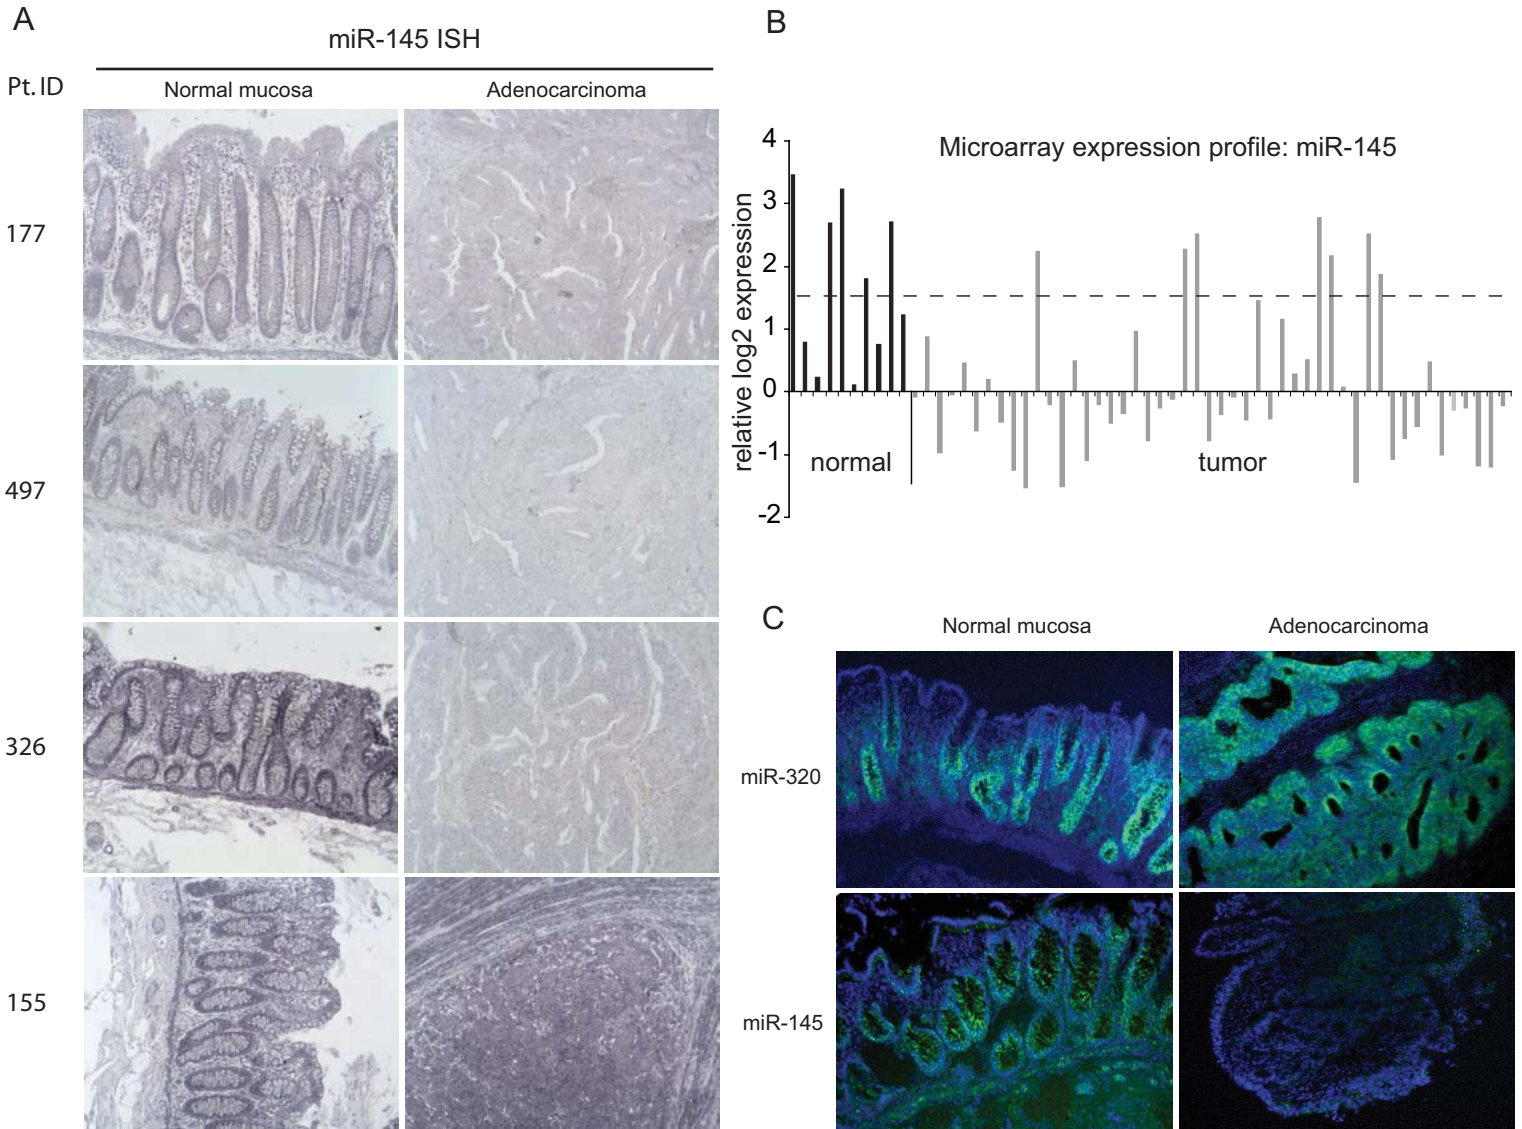 A
miR-145 ISH
Pt. ID
Normal mucosa
Adenocarcinoma
177
497
326
155
B
Microarray expression profile: miR-145
relative log2 expression
4
3
2
1
0
-1
-2
normal
tumor
C
Normal mucosa
Adenocarcinoma
miR-320
miR-145